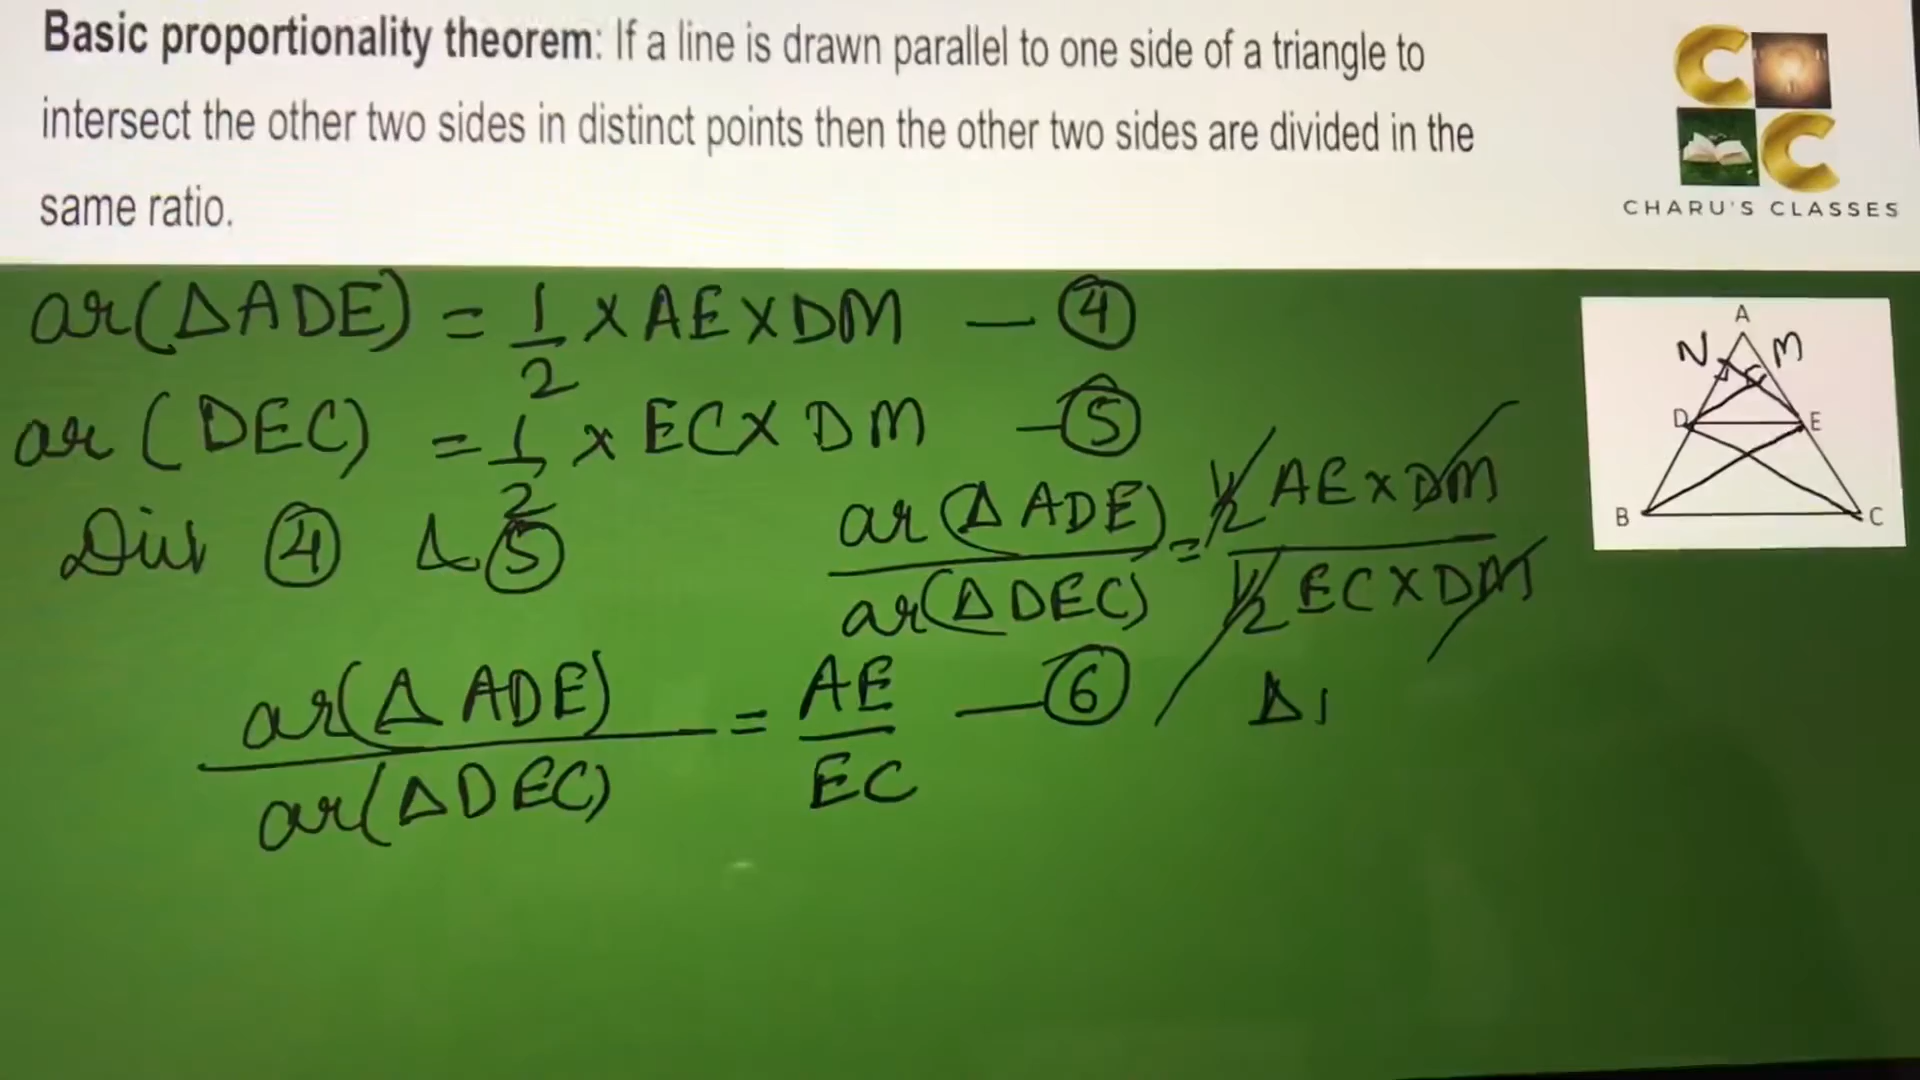 Basic proportionality theorem: If a line is drawn parallel to one side of a triangle to
intersect the other two sides in distinct points then the other two sides are divided in the
same ratio.
CHARU'S CLASSES
ar(ΔADE) = 1/2 × AE × DM — ④
ar(DEC) = 1/2 × EC × DM — ⑤
Div ④ & ⑤
ar(ΔADE)/ar(ΔDEC) = 1/2 AE × DM / 1/2 EC × DM
ar(ΔADE)/ar(ΔDEC) = AE/EC — ⑥
Δ
A
N M
D E
B C